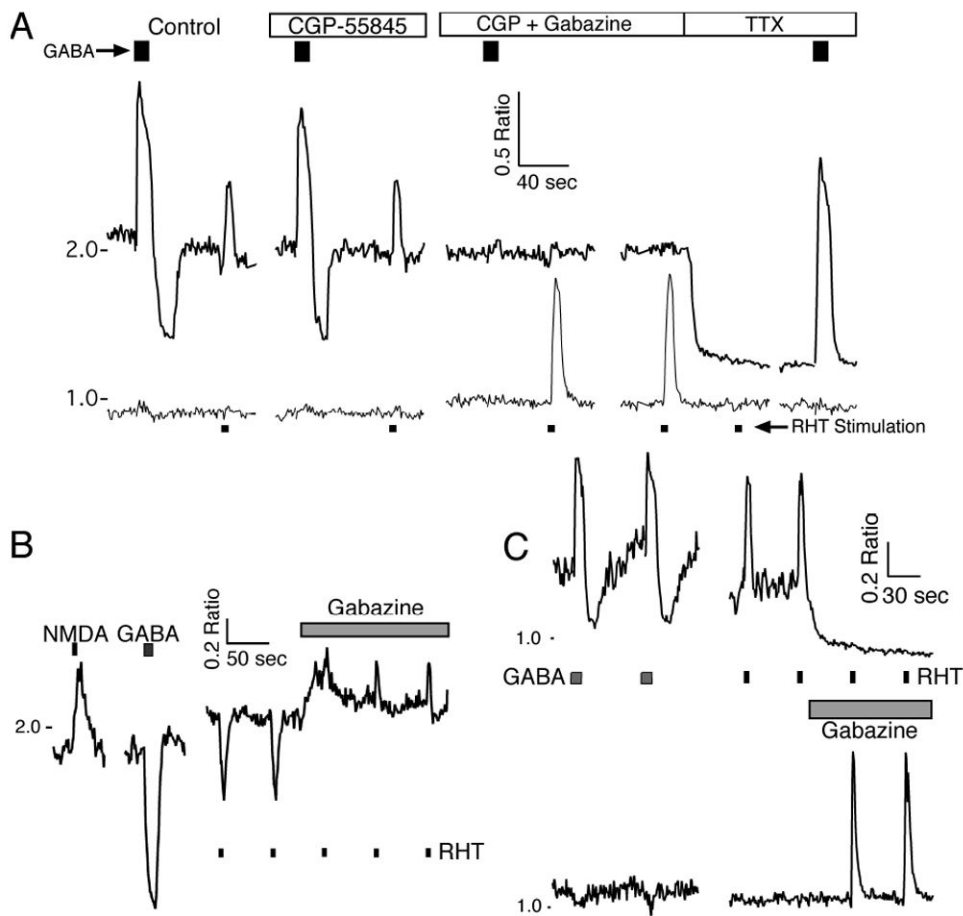 A
Control
CGP-55845
CGP + Gabazine
TTX
GABA
0.5 Ratio
40 sec
2.0-
1.0-
RHT Stimulation
B
NMDA GABA
0.2 Ratio
50 sec
Gabazine
2.0 -
RHT
C
0.2 Ratio
30 sec
1.0 -
GABA
RHT
Gabazine
1.0 -